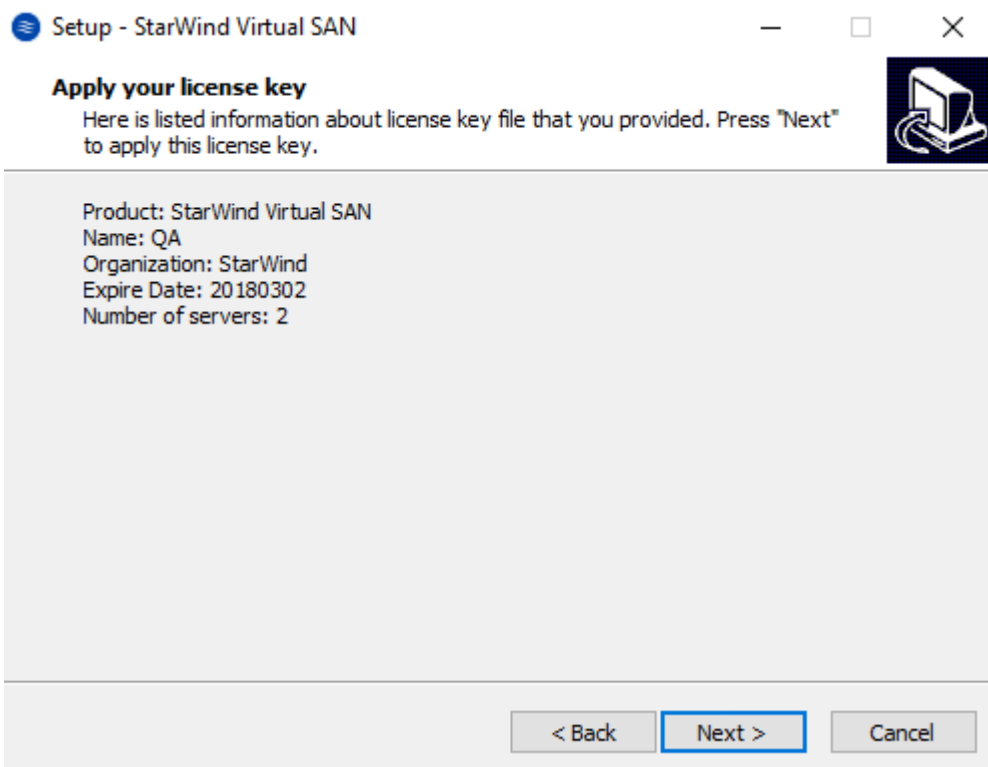 Setup - StarWind Virtual SAN
Apply your license key
Here is listed information about license key file that you provided. Press "Next"
to apply this license key.
Product: StarWind Virtual SAN
Name: QA
Organization: StarWind
Expire Date: 20180302
Number of servers: 2
< Back
Next >
Cancel